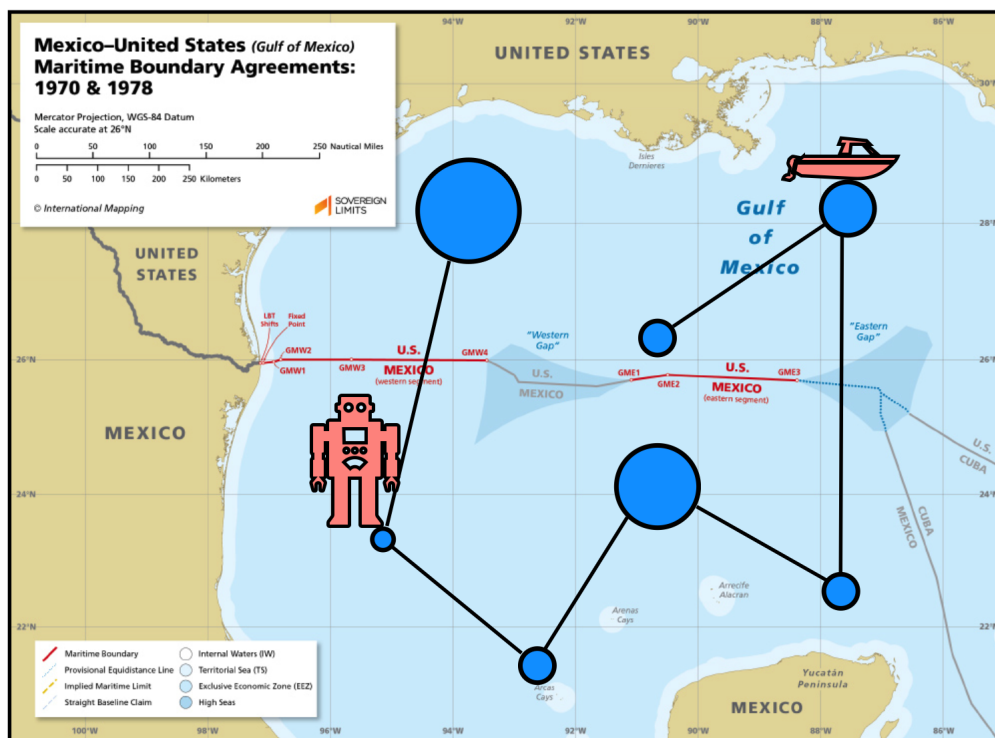 Mexico–United States (Gulf of Mexico)
Maritime Boundary Agreements:
1970 & 1978
Mercator Projection, WGS-84 Datum
Scale accurate at 26°N
0 50 100 150 200 250 Nautical Miles
0 50 100 150 200 250 Kilometers
© International Mapping
SOVEREIGN
LIMITS
94°W 92°W 90°W 88°W 86°W
UNITED STATES
30°N
Isles
Dernieres
28°N
Gulf
of
Mexico
UNITED
STATES
LBT
Shifts
Fixed
Point
"Western
Gap"
"Eastern
Gap"
26°N
GMW2
GMW1
GMW3
U.S.
MEXICO
(western segment)
GMW4
U.S.
MEXICO
GME1
GME2
U.S.
MEXICO
(eastern segment)
GME3
26°N
MEXICO
U.S.
CUBA
24°N
24°N
CUBA
MEXICO
Arrecife
Alacran
Arenas
Cays
22°N
22°N
Arcas
Cays
Yucatán
Peninsula
MEXICO
Maritime Boundary
Provisional Equidistance Line
Implied Maritime Limit
Straight Baseline Claim
Internal Waters (IW)
Territorial Sea (TS)
Exclusive Economic Zone (EEZ)
High Seas
100°W 98°W 96°W 94°W 92°W 90°W 88°W 86°W